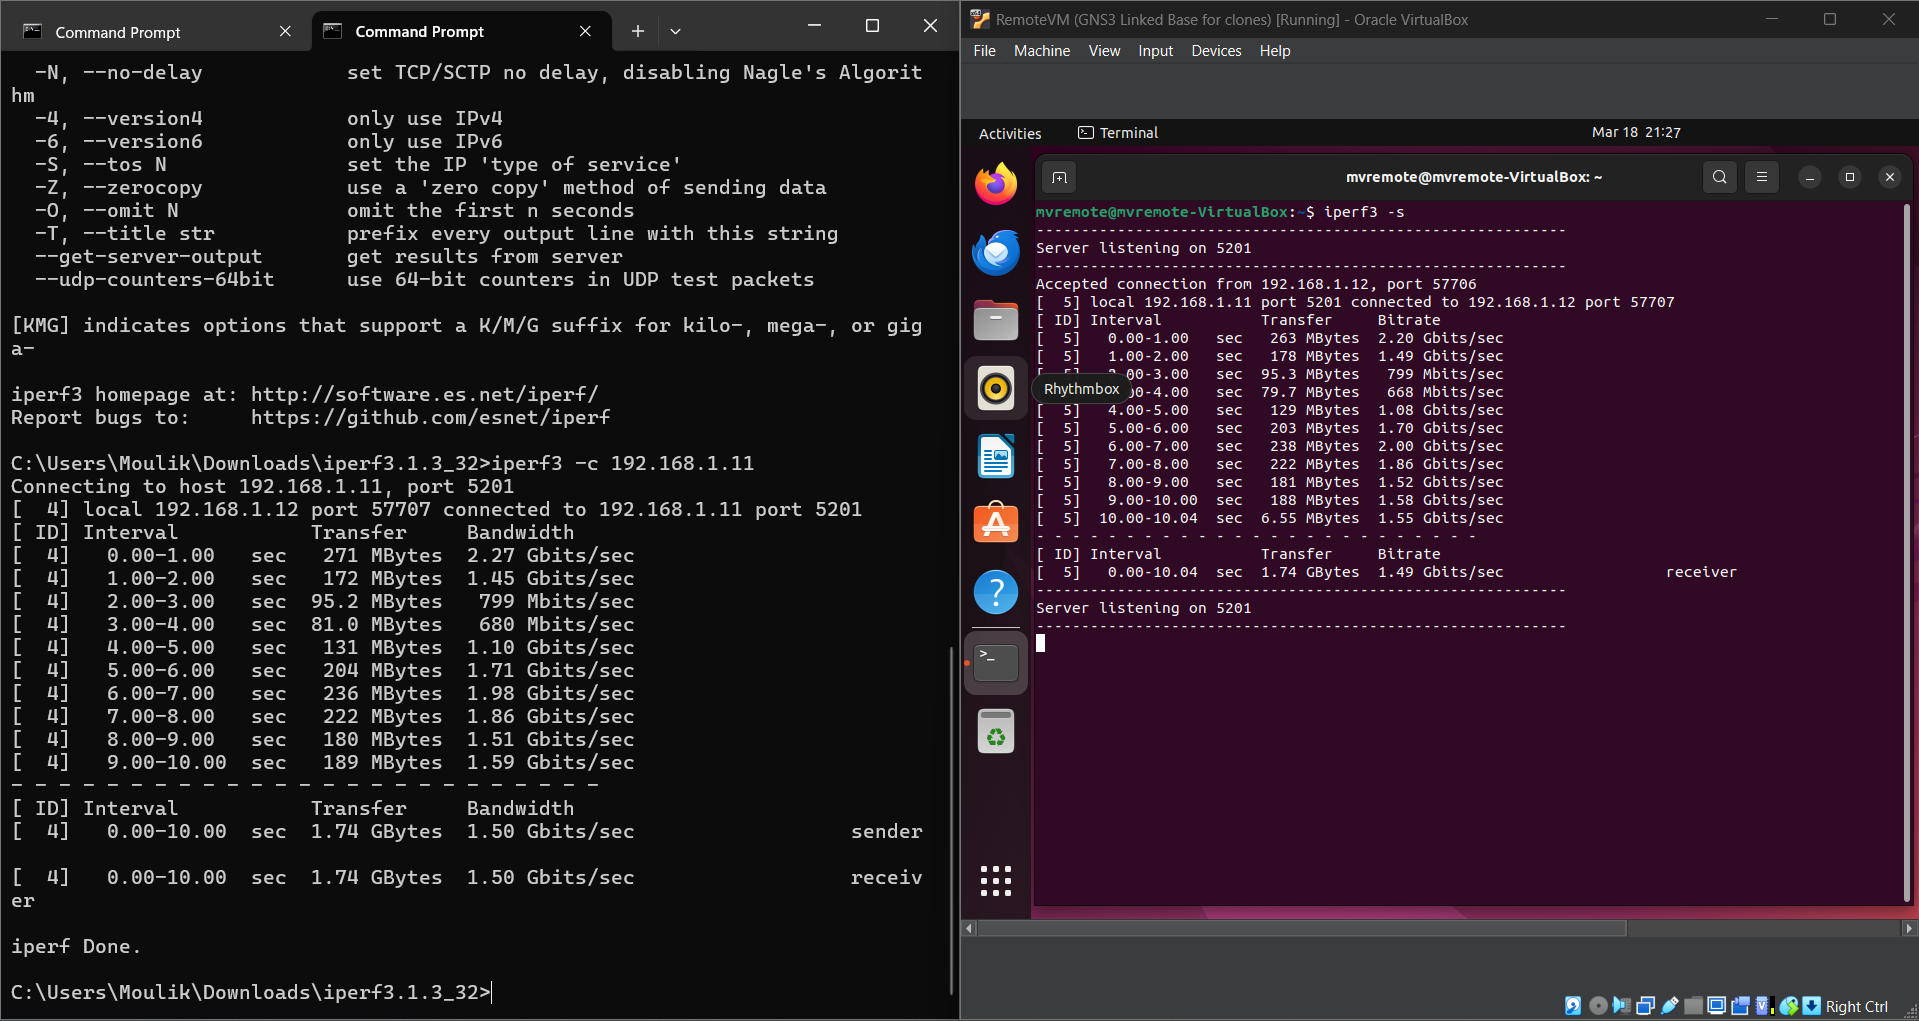 Command Prompt
Command Prompt
-N, --no-delay            set TCP/SCTP no delay, disabling Nagle's Algorit
hm
-4, --version4            only use IPv4
-6, --version6            only use IPv6
-S, --tos N               set the IP 'type of service'
-Z, --zerocopy            use a 'zero copy' method of sending data
-O, --omit N              omit the first n seconds
-T, --title str           prefix every output line with this string
--get-server-output       get results from server
--udp-counters-64bit      use 64-bit counters in UDP test packets
[KMG] indicates options that support a K/M/G suffix for kilo-, mega-, or gig
a-
iperf3 homepage at: http://software.es.net/iperf/
Report bugs to:     https://github.com/esnet/iperf
C:\Users\Moulik\Downloads\iperf3.1.3_32>iperf3 -c 192.168.1.11
Connecting to host 192.168.1.11, port 5201
[  4] local 192.168.1.12 port 57707 connected to 192.168.1.11 port 5201
[ ID] Interval           Transfer     Bandwidth
[  4]   0.00-1.00   sec   271 MBytes  2.27 Gbits/sec
[  4]   1.00-2.00   sec   172 MBytes  1.45 Gbits/sec
[  4]   2.00-3.00   sec  95.2 MBytes   799 Mbits/sec
[  4]   3.00-4.00   sec  81.0 MBytes   680 Mbits/sec
[  4]   4.00-5.00   sec   131 MBytes  1.10 Gbits/sec
[  4]   5.00-6.00   sec   204 MBytes  1.71 Gbits/sec
[  4]   6.00-7.00   sec   236 MBytes  1.98 Gbits/sec
[  4]   7.00-8.00   sec   222 MBytes  1.86 Gbits/sec
[  4]   8.00-9.00   sec   180 MBytes  1.51 Gbits/sec
[  4]   9.00-10.00  sec   189 MBytes  1.59 Gbits/sec
- - - - - - - - - - - - - - - - - - - - - - - - -
[ ID] Interval           Transfer     Bandwidth
[  4]   0.00-10.00  sec  1.74 GBytes  1.50 Gbits/sec                  sender
[  4]   0.00-10.00  sec  1.74 GBytes  1.50 Gbits/sec                  receiv
er
iperf Done.
C:\Users\Moulik\Downloads\iperf3.1.3_32>
RemoteVM (GNS3 Linked Base for clones) [Running] - Oracle VirtualBox
File Machine View Input Devices Help
Activities Terminal Mar 18 21:27
mvremote@mvremote-VirtualBox: ~
mvremote@mvremote-VirtualBox:~$ iperf3 -s
-----------------------------------------------------------
Server listening on 5201
-----------------------------------------------------------
Accepted connection from 192.168.1.12, port 57706
[  5] local 192.168.1.11 port 5201 connected to 192.168.1.12 port 57707
[ ID] Interval           Transfer     Bitrate
[  5]   0.00-1.00   sec   263 MBytes  2.20 Gbits/sec
[  5]   1.00-2.00   sec   178 MBytes  1.49 Gbits/sec
.00-3.00   sec  95.3 MBytes   799 Mbits/sec
Rhythmbox
0-4.00   sec  79.7 MBytes   668 Mbits/sec
[  5]   4.00-5.00   sec   129 MBytes  1.08 Gbits/sec
[  5]   5.00-6.00   sec   203 MBytes  1.70 Gbits/sec
[  5]   6.00-7.00   sec   238 MBytes  2.00 Gbits/sec
[  5]   7.00-8.00   sec   222 MBytes  1.86 Gbits/sec
[  5]   8.00-9.00   sec   181 MBytes  1.52 Gbits/sec
[  5]   9.00-10.00  sec   188 MBytes  1.58 Gbits/sec
[  5]  10.00-10.04  sec  6.55 MBytes  1.55 Gbits/sec
- - - - - - - - - - - - - - - - - - - - - - - - -
[ ID] Interval           Transfer     Bitrate
[  5]   0.00-10.04  sec  1.74 GBytes  1.49 Gbits/sec                  receiver
-----------------------------------------------------------
Server listening on 5201
-----------------------------------------------------------
Right Ctrl